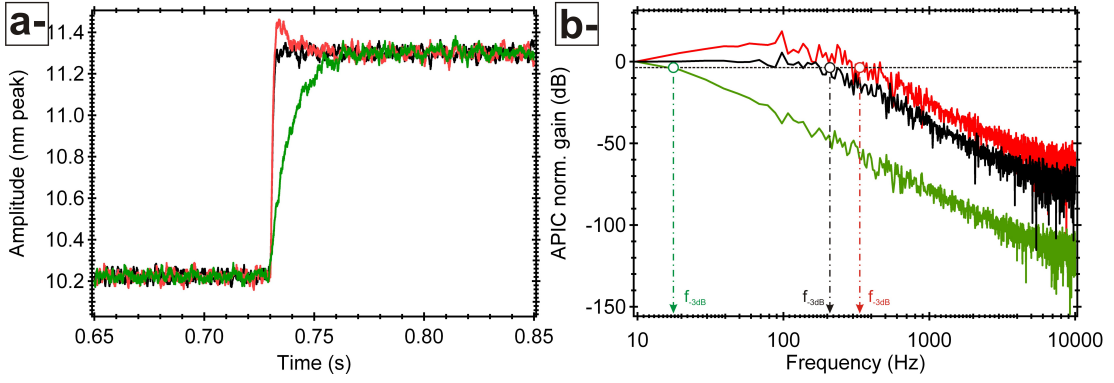 a-
11.4
11.2
11.0
10.8
10.6
10.4
10.2
Amplitude (nm peak)
0.65
0.70
0.75
0.80
0.85
Time (s)
b-
0
-50
-100
-150
APIC norm. gain (dB)
f-3dB
f-3dB
f-3dB
10
100
1000
10000
Frequency (Hz)